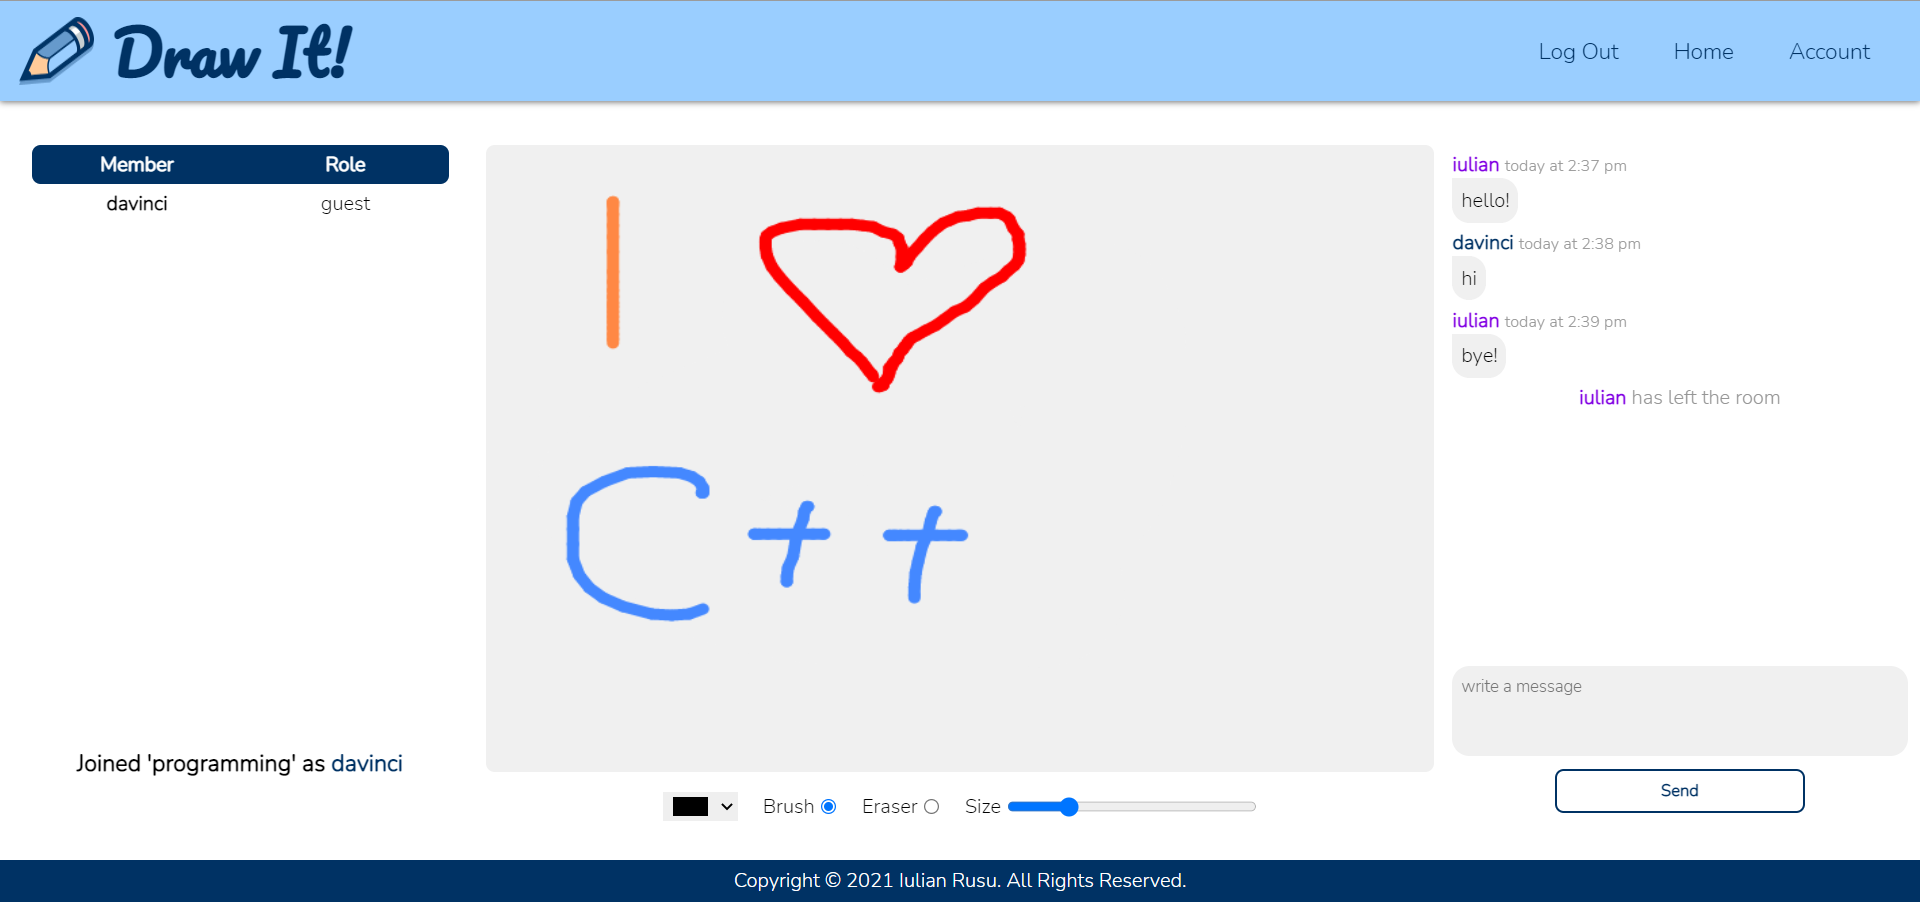 Draw It!
Log Out Home Account
Member Role
davinci guest
Joined 'programming' as davinci
I
C++
Brush Eraser Size
iulian today at 2:37 pm
hello!
davinci today at 2:38 pm
hi
iulian today at 2:39 pm
bye!
iulian has left the room
write a message
Send
Copyright © 2021 Iulian Rusu. All Rights Reserved.